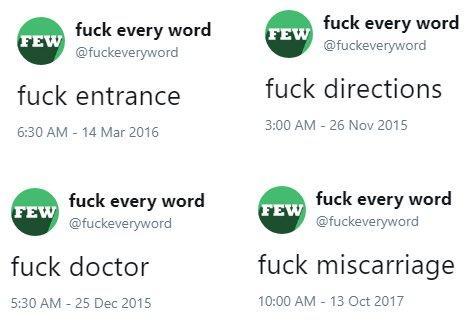 FEW
fuck every word
@fuckeveryword
fuck entrance
6:30 AM - 14 Mar 2016
FEW
fuck every word
@fuckeveryword
fuck directions
3:00 AM - 26 Nov 2015
FEW
fuck every word
@fuckeveryword
fuck doctor
5:30 AM - 25 Dec 2015
FEW
fuck every word
@fuckeveryword
fuck miscarriage
10:00 AM - 13 Oct 2017